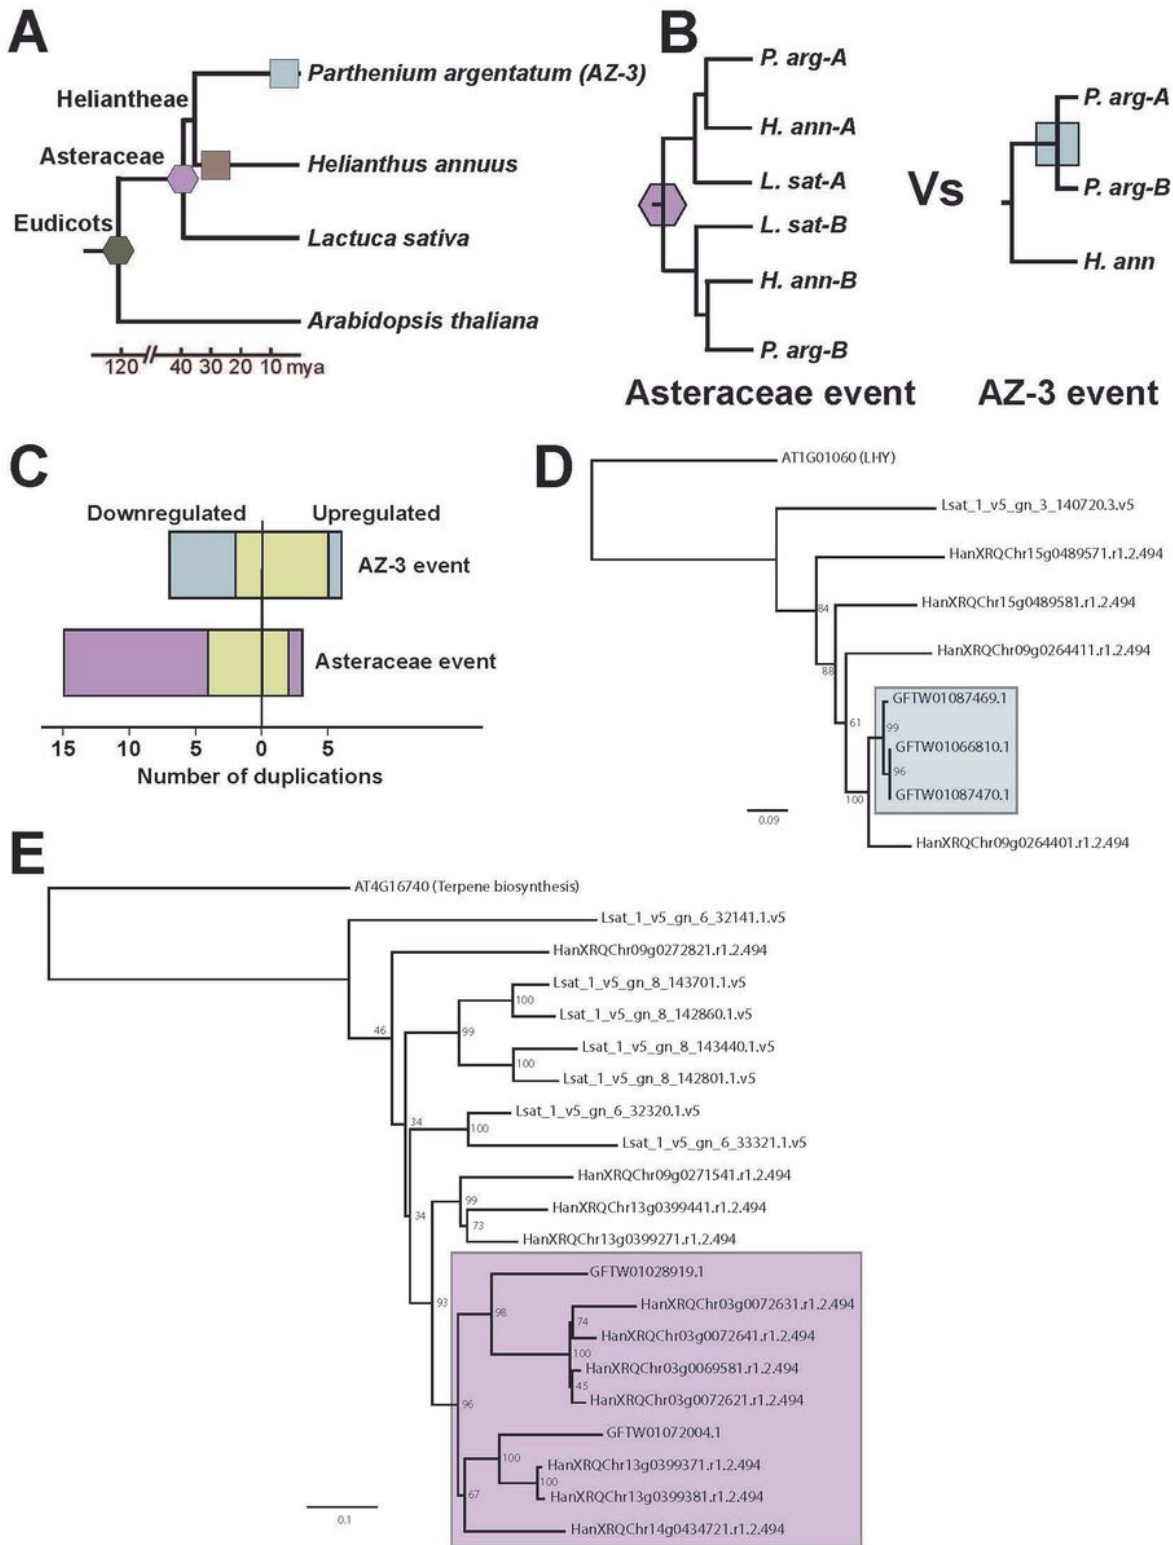 A
Parthenium argentatum (AZ-3)
Heliantheae
Asteraceae
Helianthus annuus
Eudicots
Lactuca sativa
Arabidopsis thaliana
120 40 30 20 10 mya
B
P. arg-A
H. ann-A
L. sat-A
L. sat-B
H. ann-B
P. arg-B
Asteraceae event
Vs
P. arg-A
P. arg-B
H. ann
AZ-3 event
C
Downregulated Upregulated
AZ-3 event
Asteraceae event
15 10 5 0 5
Number of duplications
D
AT1G01060 (LHY)
Lsat_1_v5_gn_3_140720.3.v5
HanXRQChr15g0489571.r1.2.494
84
HanXRQChr15g0489581.r1.2.494
88
HanXRQChr09g0264411.r1.2.494
61
GFTW01087469.1
99
GFTW01066810.1
96
GFTW01087470.1
100
HanXRQChr09g0264401.r1.2.494
0.09
E
AT4G16740 (Terpene biosynthesis)
Lsat_1_v5_gn_6_32141.1.v5
HanXRQChr09g0272821.r1.2.494
46
Lsat_1_v5_gn_8_143701.1.v5
100
Lsat_1_v5_gn_8_142860.1.v5
99
Lsat_1_v5_gn_8_143440.1.v5
100
Lsat_1_v5_gn_8_142801.1.v5
34
Lsat_1_v5_gn_6_32320.1.v5
100
Lsat_1_v5_gn_6_33321.1.v5
34
HanXRQChr09g0271541.r1.2.494
99
HanXRQChr13g0399441.r1.2.494
73
HanXRQChr13g0399271.r1.2.494
93
GFTW01028919.1
98
HanXRQChr03g0072631.r1.2.494
74
HanXRQChr03g0072641.r1.2.494
100
HanXRQChr03g0069581.r1.2.494
45
HanXRQChr03g0072621.r1.2.494
96
GFTW01072004.1
100
HanXRQChr13g0399371.r1.2.494
100
HanXRQChr13g0399381.r1.2.494
67
HanXRQChr14g0434721.r1.2.494
0.1